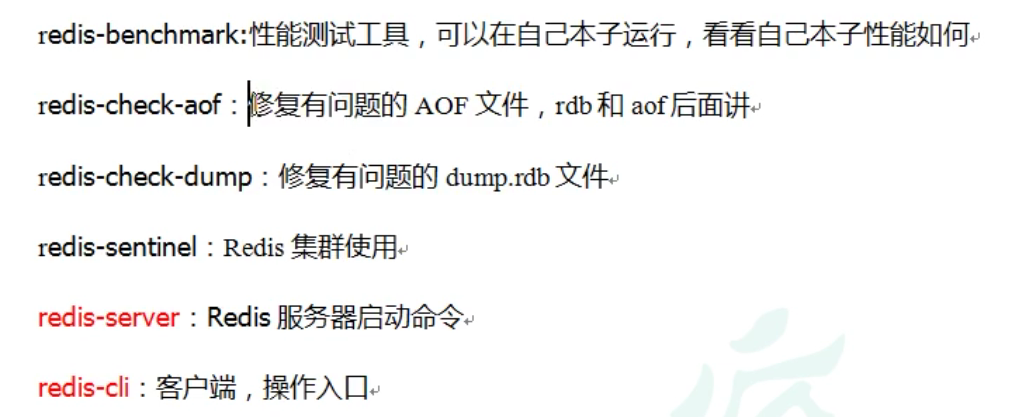 redis-benchmark:性能测试工具，可以在自己本子运行，看看自己本子性能如何
redis-check-aof：修复有问题的 AOF 文件，rdb 和 aof 后面讲
redis-check-dump：修复有问题的 dump.rdb 文件
redis-sentinel：Redis 集群使用
redis-server：Redis 服务器启动命令
redis-cli：客户端，操作入口